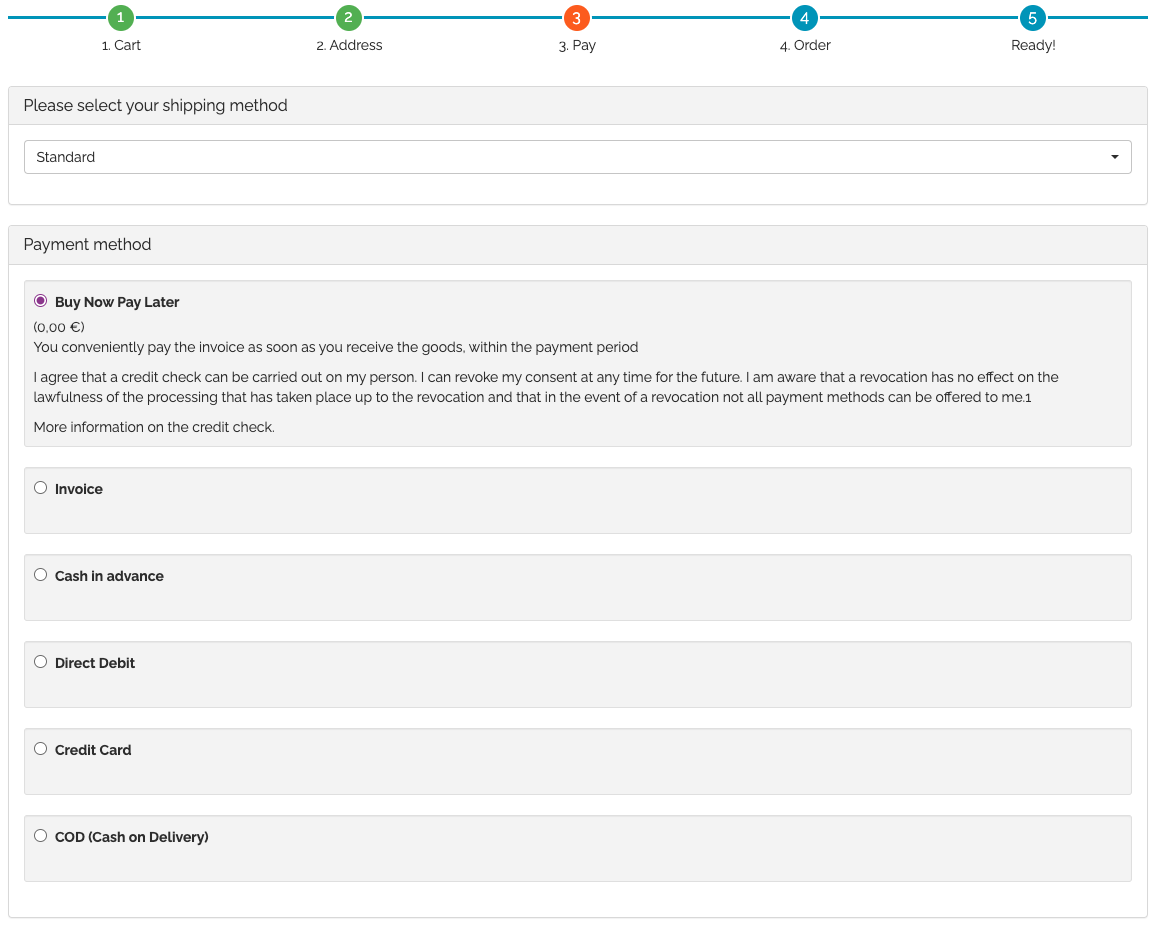 1
2
3
4
5
1. Cart
2. Address
3. Pay
4. Order
Ready!
Please select your shipping method
Standard
Payment method
Buy Now Pay Later
(0,00 €)
You conveniently pay the invoice as soon as you receive the goods, within the payment period
I agree that a credit check can be carried out on my person. I can revoke my consent at any time for the future. I am aware that a revocation has no effect on the
lawfulness of the processing that has taken place up to the revocation and that in the event of a revocation not all payment methods can be offered to me.1
More information on the credit check.
Invoice
Cash in advance
Direct Debit
Credit Card
COD (Cash on Delivery)